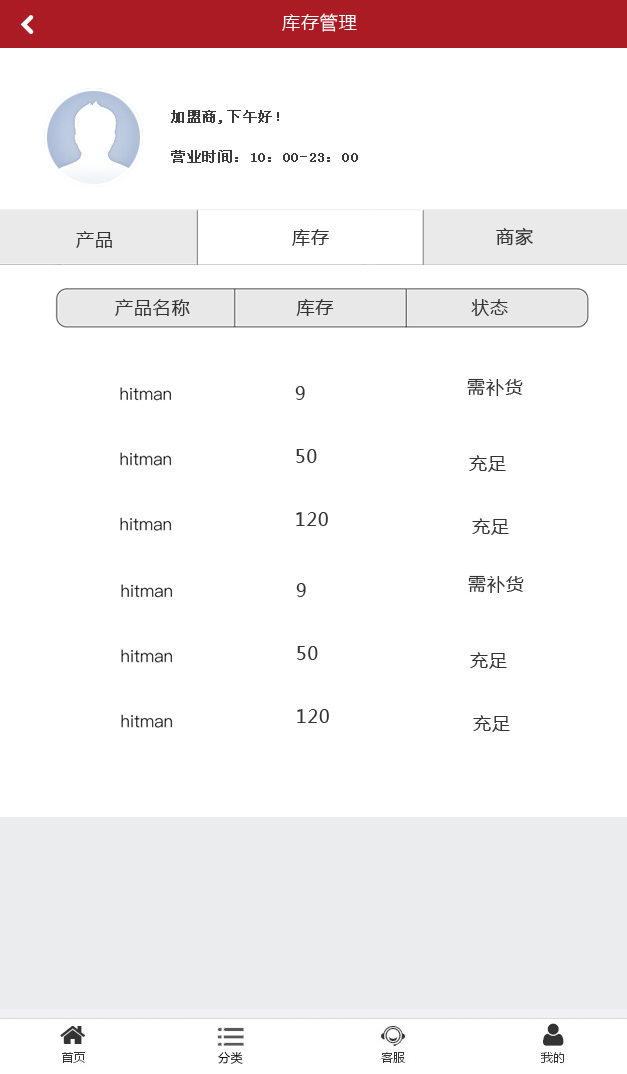 库存管理
加盟商,下午好!
营业时间: 10: 00-23: 00
产品 库存 商家
产品名称 库存 状态
hitman 9 需补货
hitman 50 充足
hitman 120 充足
hitman 9 需补货
hitman 50 充足
hitman 120 充足
首页 分类 客服 我的